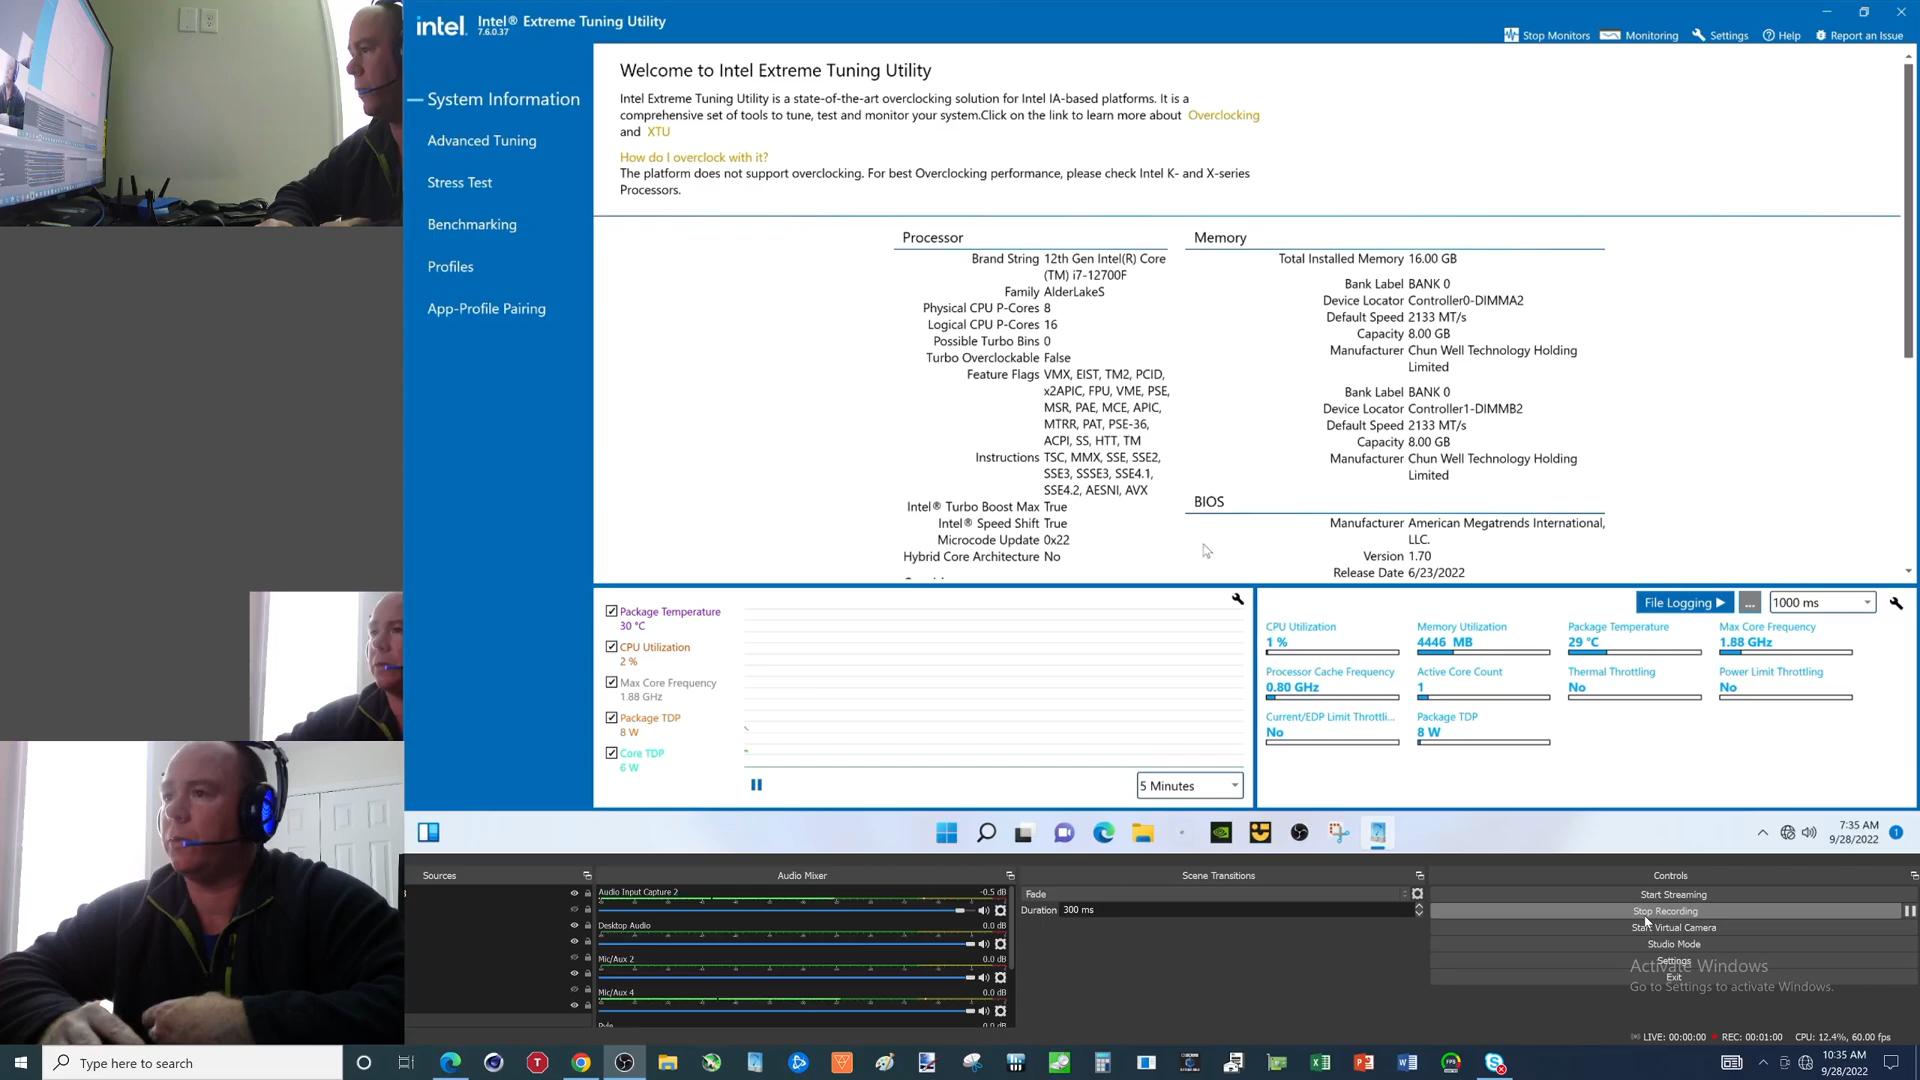 intel.
Intel® Extreme Tuning Utility
7.6.0.37
Stop Monitors
Monitoring
Settings
Help
Report an Issue
System Information
Advanced Tuning
Stress Test
Benchmarking
Profiles
App-Profile Pairing
Welcome to Intel Extreme Tuning Utility
Intel Extreme Tuning Utility is a state-of-the-art overclocking solution for Intel IA-based platforms. It is a
comprehensive set of tools to tune, test and monitor your system.Click on the link to learn more about Overclocking
and XTU
How do I overclock with it?
The platform does not support overclocking. For best Overclocking performance, please check Intel K- and X-series
Processors.
Processor
Brand String 12th Gen Intel(R) Core
(TM) i7-12700F
Family AlderLakeS
Physical CPU P-Cores 8
Logical CPU P-Cores 16
Possible Turbo Bins 0
Turbo Overclockable False
Feature Flags VMX, EIST, TM2, PCID,
x2APIC, FPU, VME, PSE,
MSR, PAE, MCE, APIC,
MTRR, PAT, PSE-36,
ACPI, SS, HTT, TM
Instructions TSC, MMX, SSE, SSE2,
SSE3, SSSE3, SSE4.1,
SSE4.2, AESNI, AVX
Intel® Turbo Boost Max True
Intel® Speed Shift True
Microcode Update 0x22
Hybrid Core Architecture No
Memory
Total Installed Memory 16.00 GB
Bank Label BANK 0
Device Locator Controller0-DIMMA2
Default Speed 2133 MT/s
Capacity 8.00 GB
Manufacturer Chun Well Technology Holding
Limited
Bank Label BANK 0
Device Locator Controller1-DIMMB2
Default Speed 2133 MT/s
Capacity 8.00 GB
Manufacturer Chun Well Technology Holding
Limited
BIOS
Manufacturer American Megatrends International,
LLC.
Version 1.70
Release Date 6/23/2022
Package Temperature
30 °C
CPU Utilization
2 %
Max Core Frequency
1.88 GHz
Package TDP
8 W
Core TDP
6 W
5 Minutes
File Logging
...
1000 ms
CPU Utilization
1 %
Memory Utilization
4446 MB
Package Temperature
29 °C
Max Core Frequency
1.88 GHz
Processor Cache Frequency
0.80 GHz
Active Core Count
1
Thermal Throttling
No
Power Limit Throttling
No
Current/EDP Limit Throttli...
No
Package TDP
8 W
7:35 AM
9/28/2022
1
Sources
Audio Mixer
Scene Transitions
Controls
Audio Input Capture 2
-0.5 dB
Desktop Audio
0.0 dB
Mic/Aux 2
0.0 dB
Mic/Aux 4
0.0 dB
Fade
Duration 300 ms
Start Streaming
Stop Recording
Start Virtual Camera
Studio Mode
Settings
Exit
Activate Windows
Go to Settings to activate Windows.
LIVE: 00:00:00
REC: 00:01:00
CPU: 12.4%, 60.00 fps
Type here to search
10:35 AM
9/28/2022